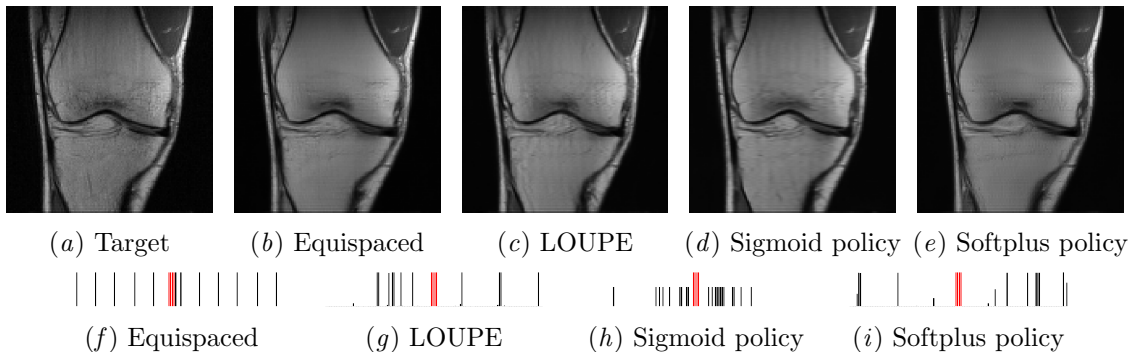 (a) Target (b) Equispaced (c) LOUPE (d) Sigmoid policy (e) Softplus policy
(f) Equispaced (g) LOUPE (h) Sigmoid policy (i) Softplus policy